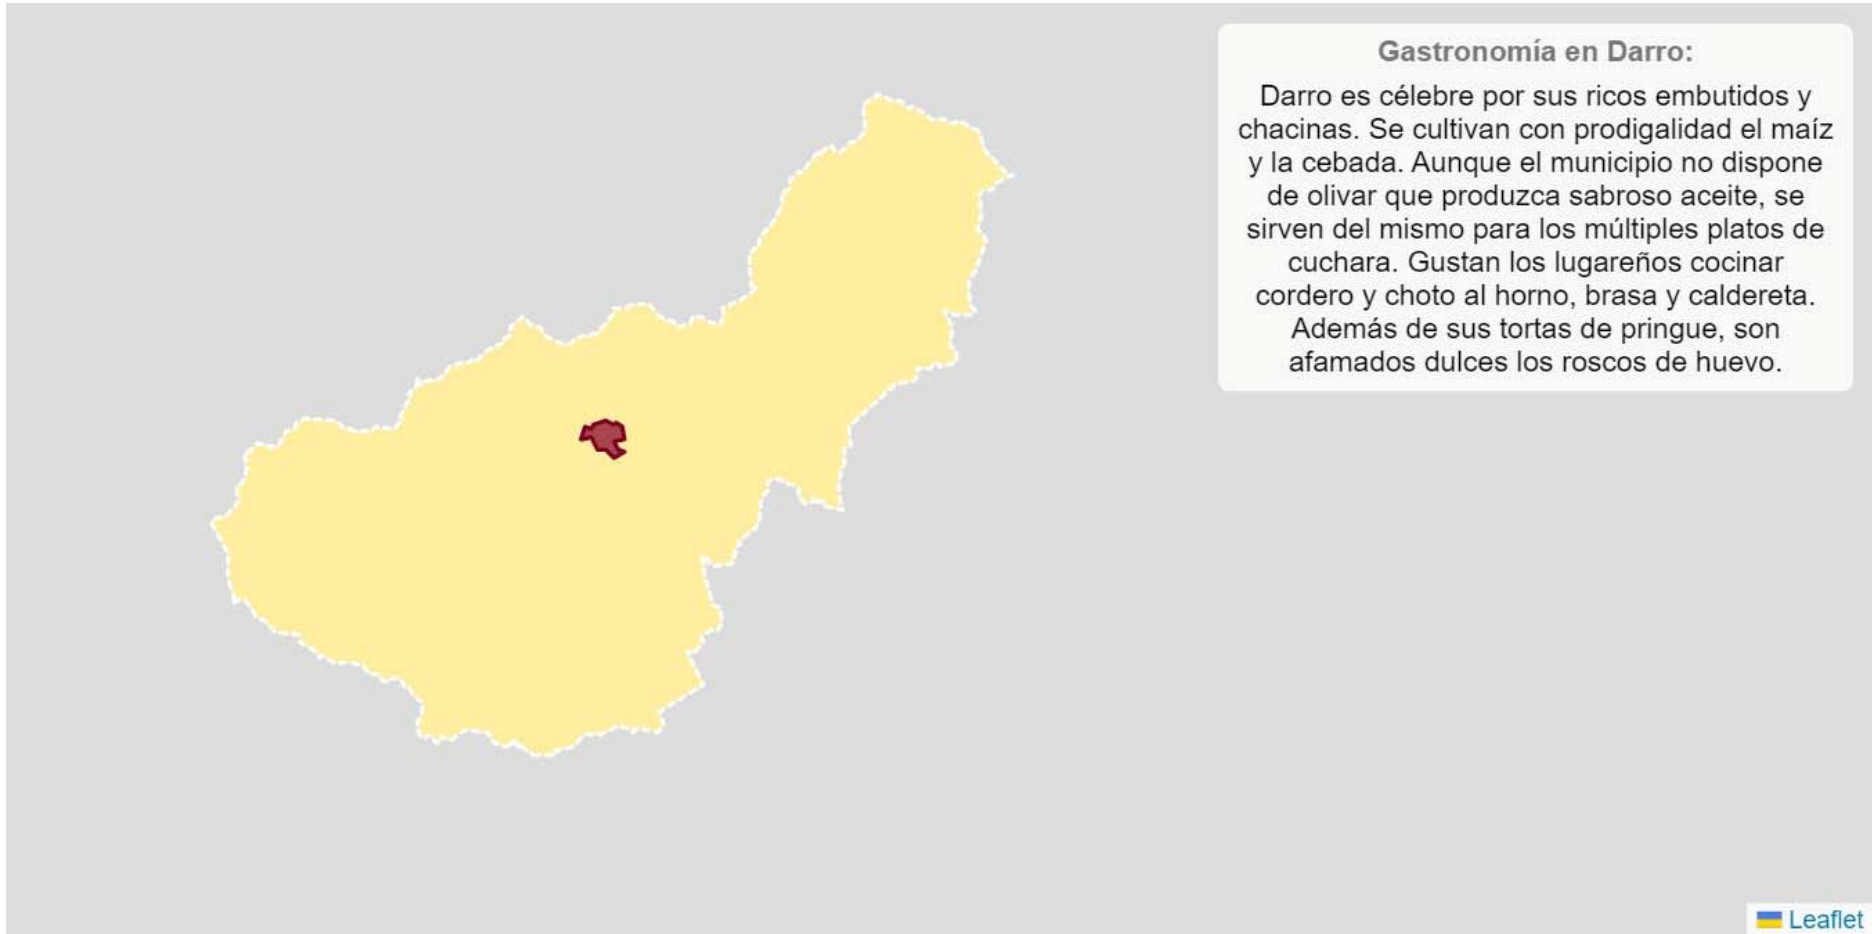 Gastronomía en Darro:
Darro es célebre por sus ricos embutidos y
chacinas. Se cultivan con prodigalidad el maíz
y la cebada. Aunque el municipio no dispone
de olivar que produzca sabroso aceite, se
sirven del mismo para los múltiples platos de
cuchara. Gustan los lugareños cocinar
cordero y choto al horno, brasa y caldereta.
Además de sus tortas de pringue, son
afamados dulces los roscos de huevo.
Leaflet